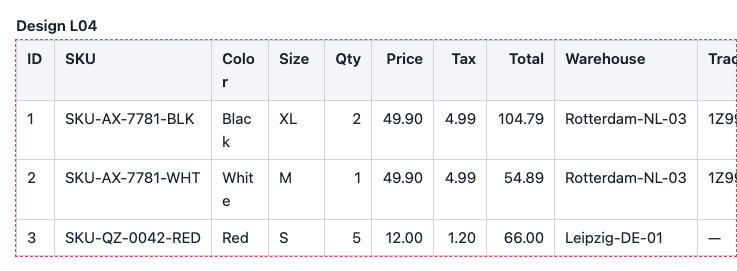 Design L04
ID SKU Colo Size Qty Price Tax Total Warehouse
r
1 SKU-AX-7781-BLK Blac XL 2 49.90 4.99 104.79 Rotterdam-NL-03
k
2 SKU-AX-7781-WHT Whit M 1 49.90 4.99 54.89 Rotterdam-NL-03
e
3 SKU-QZ-0042-RED Red S 5 12.00 1.20 66.00 Leipzig-DE-01 —